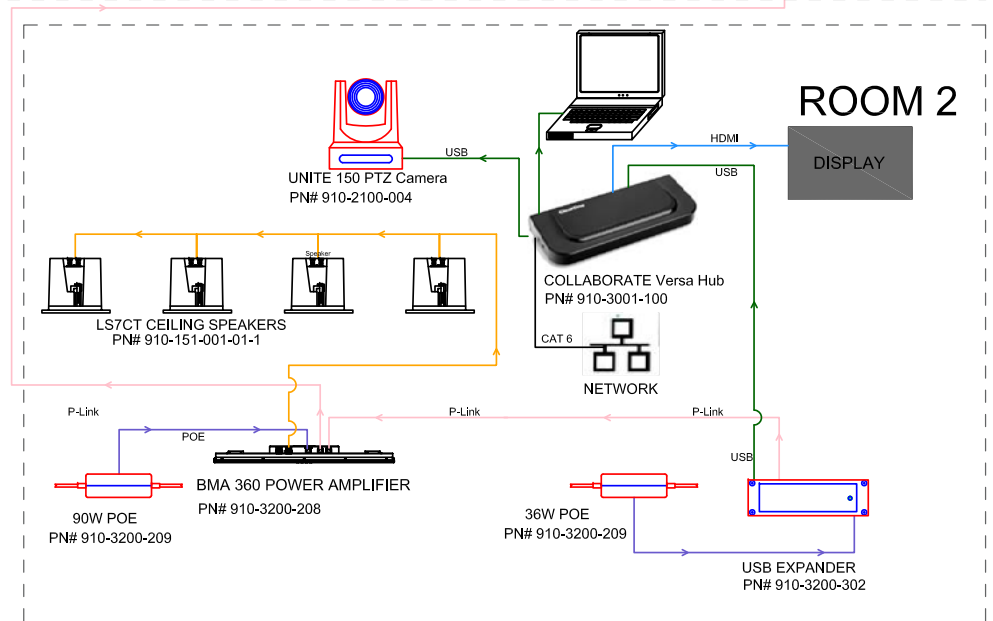 ROOM 2
HDMI
DISPLAY
USB
USB
UNITE 150 PTZ Camera
PN# 910-2100-004
Speaker
COLLABORATE Versa Hub
PN# 910-3001-100
LS7CT CEILING SPEAKERS
PN# 910-151-001-01-1
CAT 6
NETWORK
P-Link
P-Link
P-Link
POE
USB
BMA 360 POWER AMPLIFIER
PN# 910-3200-208
90W POE
PN# 910-3200-209
36W POE
PN# 910-3200-209
USB EXPANDER
PN# 910-3200-302